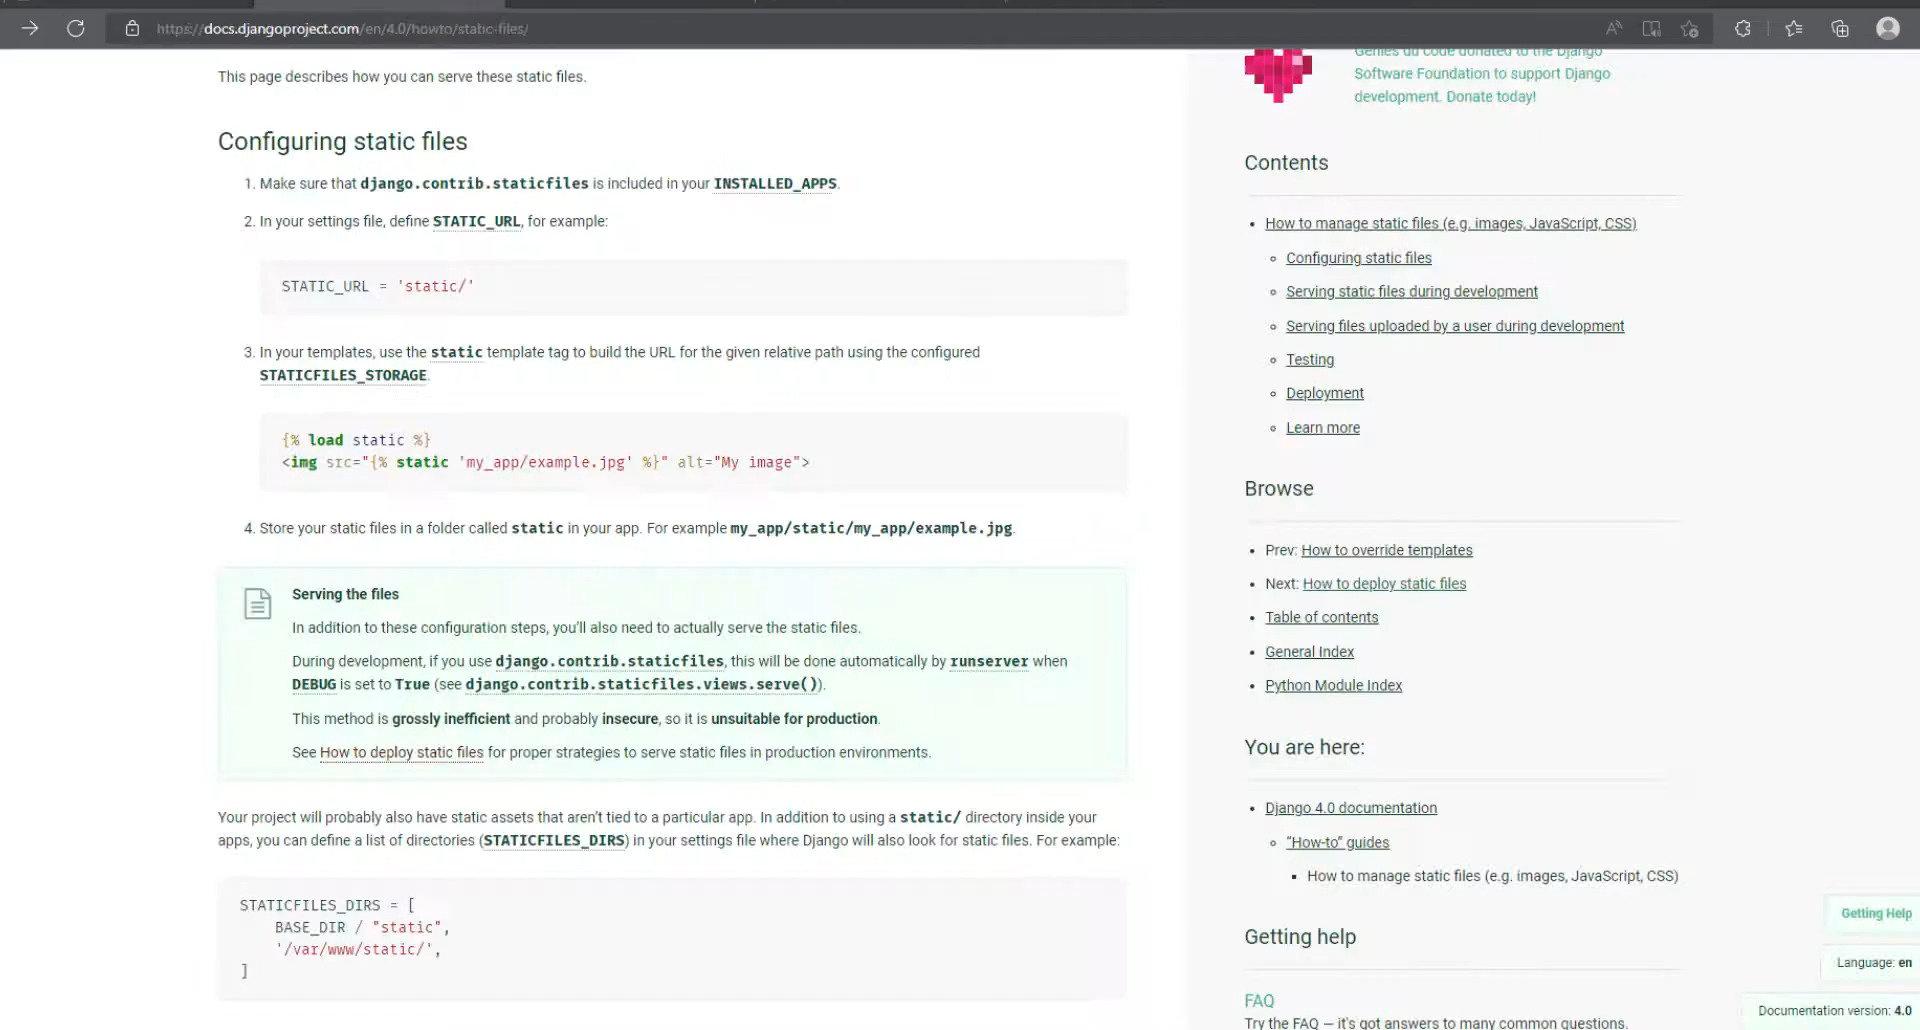 https://docs.djangoproject.com/en/4.0/howto/static-files/
This page describes how you can serve these static files.
Configuring static files
1. Make sure that django.contrib.staticfiles is included in your INSTALLED_APPS.
2. In your settings file, define STATIC_URL, for example:
STATIC_URL = 'static/'
3. In your templates, use the static template tag to build the URL for the given relative path using the configured
STATICFILES_STORAGE.
{% load static %}
<img src="{% static 'my_app/example.jpg' %}" alt="My image">
4. Store your static files in a folder called static in your app. For example my_app/static/my_app/example.jpg.
Serving the files
In addition to these configuration steps, you'll also need to actually serve the static files.
During development, if you use django.contrib.staticfiles, this will be done automatically by runserver when
DEBUG is set to True (see django.contrib.staticfiles.views.serve()).
This method is grossly inefficient and probably insecure, so it is unsuitable for production.
See How to deploy static files for proper strategies to serve static files in production environments.
Your project will probably also have static assets that aren't tied to a particular app. In addition to using a static/ directory inside your
apps, you can define a list of directories (STATICFILES_DIRS) in your settings file where Django will also look for static files. For example:
STATICFILES_DIRS = [
    BASE_DIR / "static",
    '/var/www/static/',
]
Genies du code donated to the Django
Software Foundation to support Django
development. Donate today!
Contents
• How to manage static files (e.g. images, JavaScript, CSS)
◦ Configuring static files
◦ Serving static files during development
◦ Serving files uploaded by a user during development
◦ Testing
◦ Deployment
◦ Learn more
Browse
• Prev: How to override templates
• Next: How to deploy static files
• Table of contents
• General Index
• Python Module Index
You are here:
• Django 4.0 documentation
◦ "How-to" guides
▪ How to manage static files (e.g. images, JavaScript, CSS)
Getting help
FAQ
Try the FAQ — it's got answers to many common questions.
Getting Help
Language: en
Documentation version: 4.0